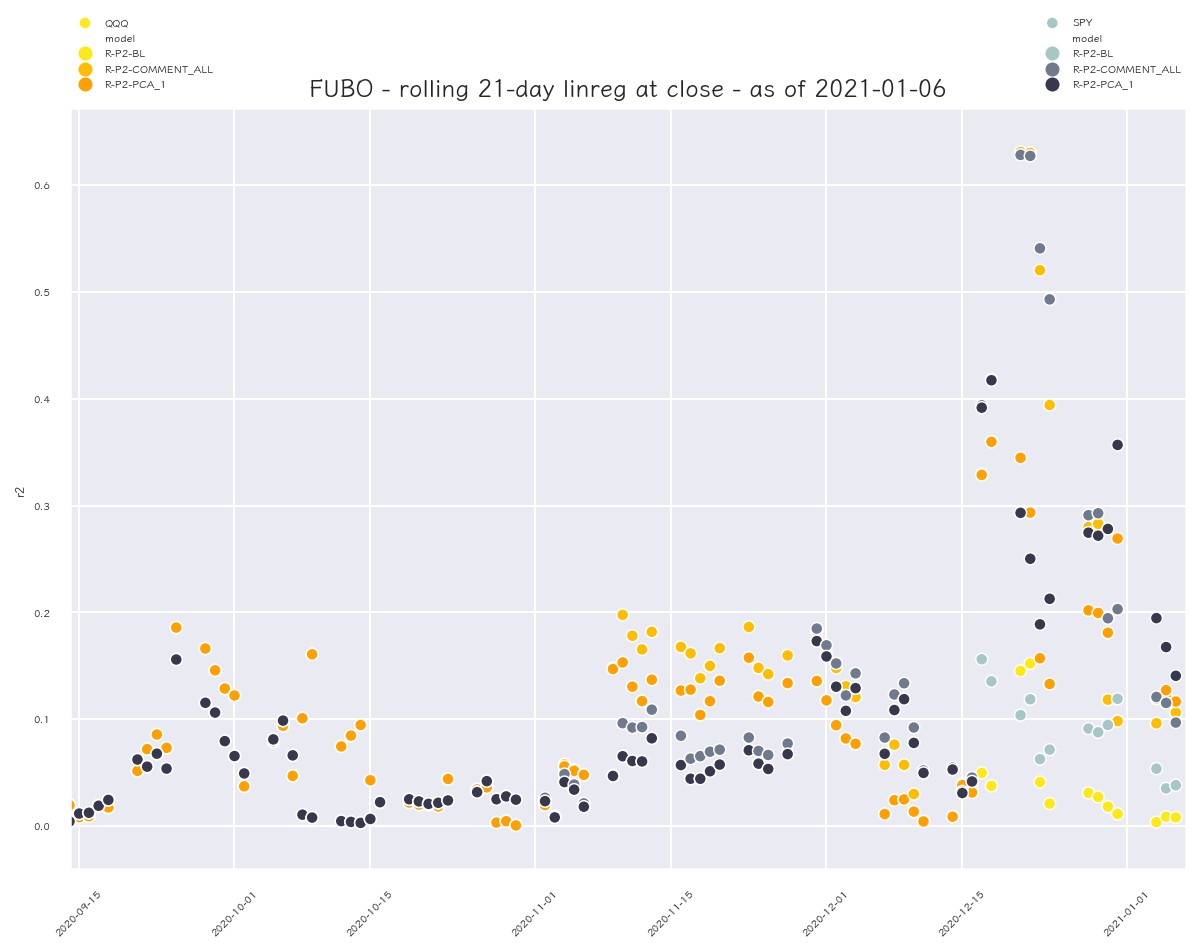 QQQ
model
R-P2-BL
R-P2-COMMENT_ALL
R-P2-PCA_1
SPY
model
R-P2-BL
R-P2-COMMENT_ALL
R-P2-PCA_1
FUBO - rolling 21-day linreg at close - as of 2021-01-06
0.6
0.5
0.4
r2
0.3
0.2
0.1
0.0
2020-09-15
2020-10-01
2020-10-15
2020-11-01
2020-11-15
2020-12-01
2020-12-15
2021-01-01